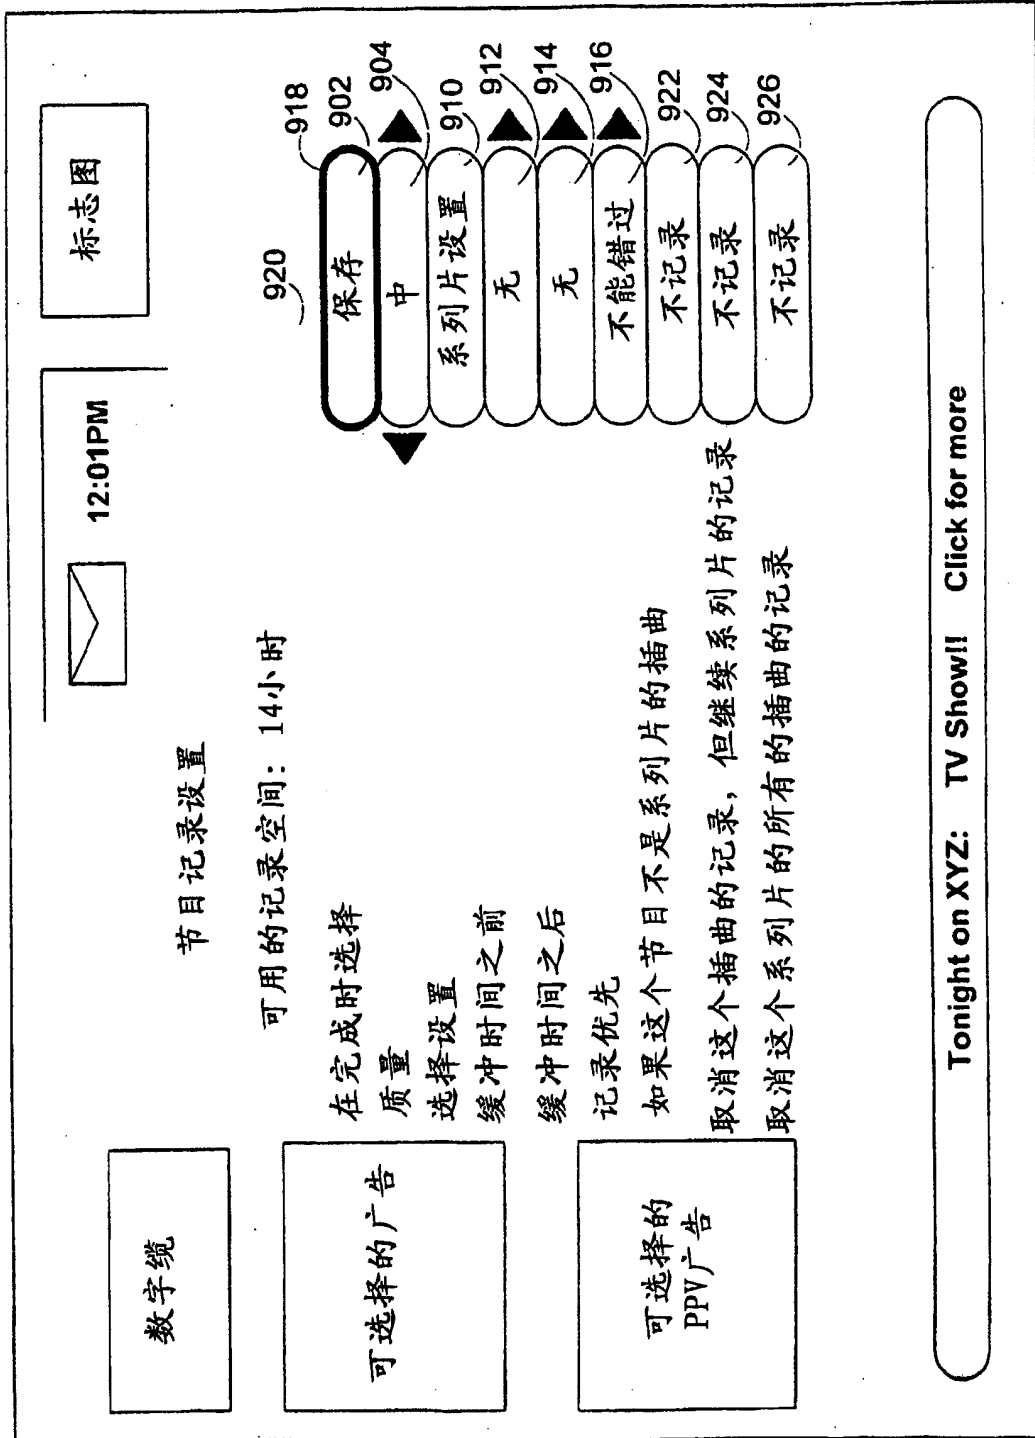 数字缆
12:01PM
标志图
节目记录设置
可用的记录空间：14小时
920
918
可选择的广告
在完成时选择
保存
902
质量
中
904
选择设置
系列片设置
910
缓冲时间之前
无
912
缓冲时间之后
无
914
可选择的
PPV广告
记录优先
不能错过
916
如果这个节目不是系列片的插曲
不记录
922
取消这个插曲的记录，但继续系列片的记录
不记录
924
取消这个系列片的所有的插曲的记录
不记录
926
Tonight on XYZ: TV Show!! Click for more